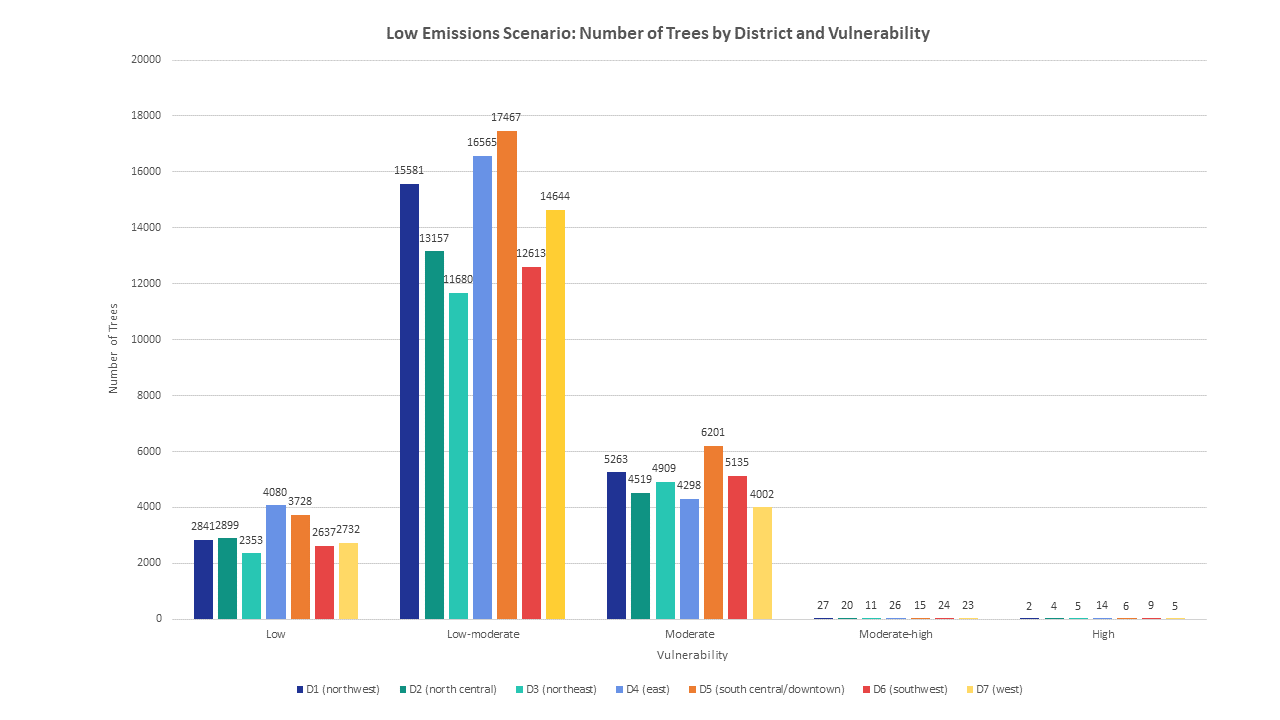 Low Emissions Scenario: Number of Trees by District and Vulnerability
20000
18000
16000
14000
12000
10000
8000
6000
4000
2000
0
Number of Trees
2841 2899 2353 4080 3728 2637 2732
15581 13157 11680 16565 17467 12613 14644
5263 4519 4909 4298 6201 5135 4002
27 20 11 26 15 24 23
2 4 5 14 6 9 5
Low Low-moderate Moderate Moderate-high High
Vulnerability
D1 (northwest) D2 (north central) D3 (northeast) D4 (east) D5 (south central/downtown) D6 (southwest) D7 (west)